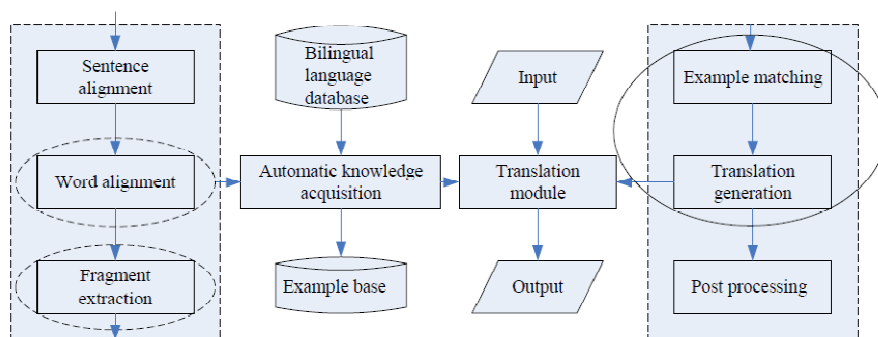 Sentence
alignment
Word alignment
Fragment
extraction
Bilingual
language
database
Automatic knowledge
acquisition
Example base
Input
Translation
module
Output
Example matching
Translation
generation
Post processing